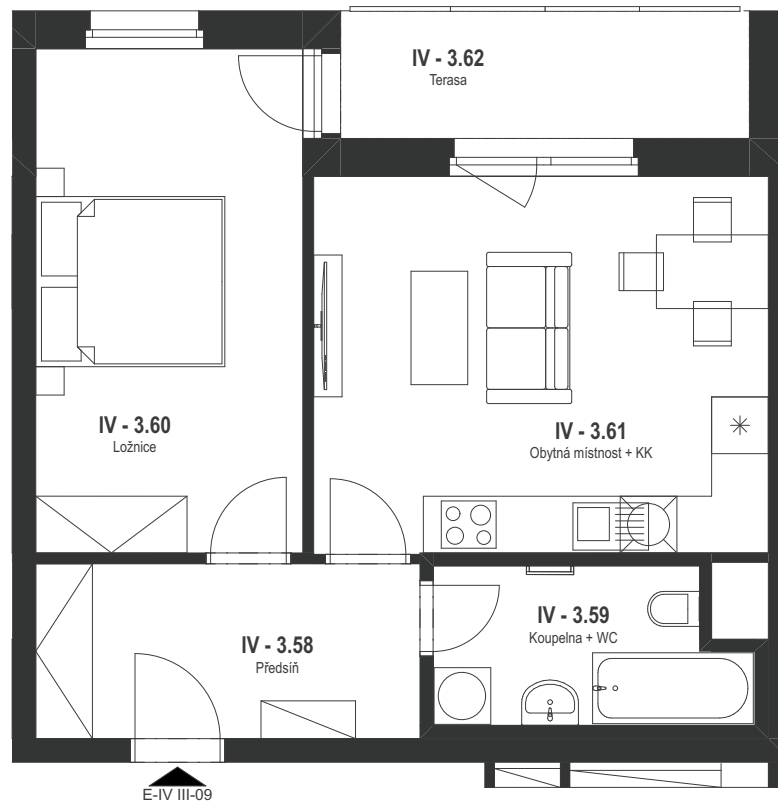 IV - 3.62
Terasa
IV - 3.60
Ložnice
IV - 3.61
Obytná místnost + KK
IV - 3.59
Koupelna + WC
IV - 3.58
Předsíň
E-IV III-09